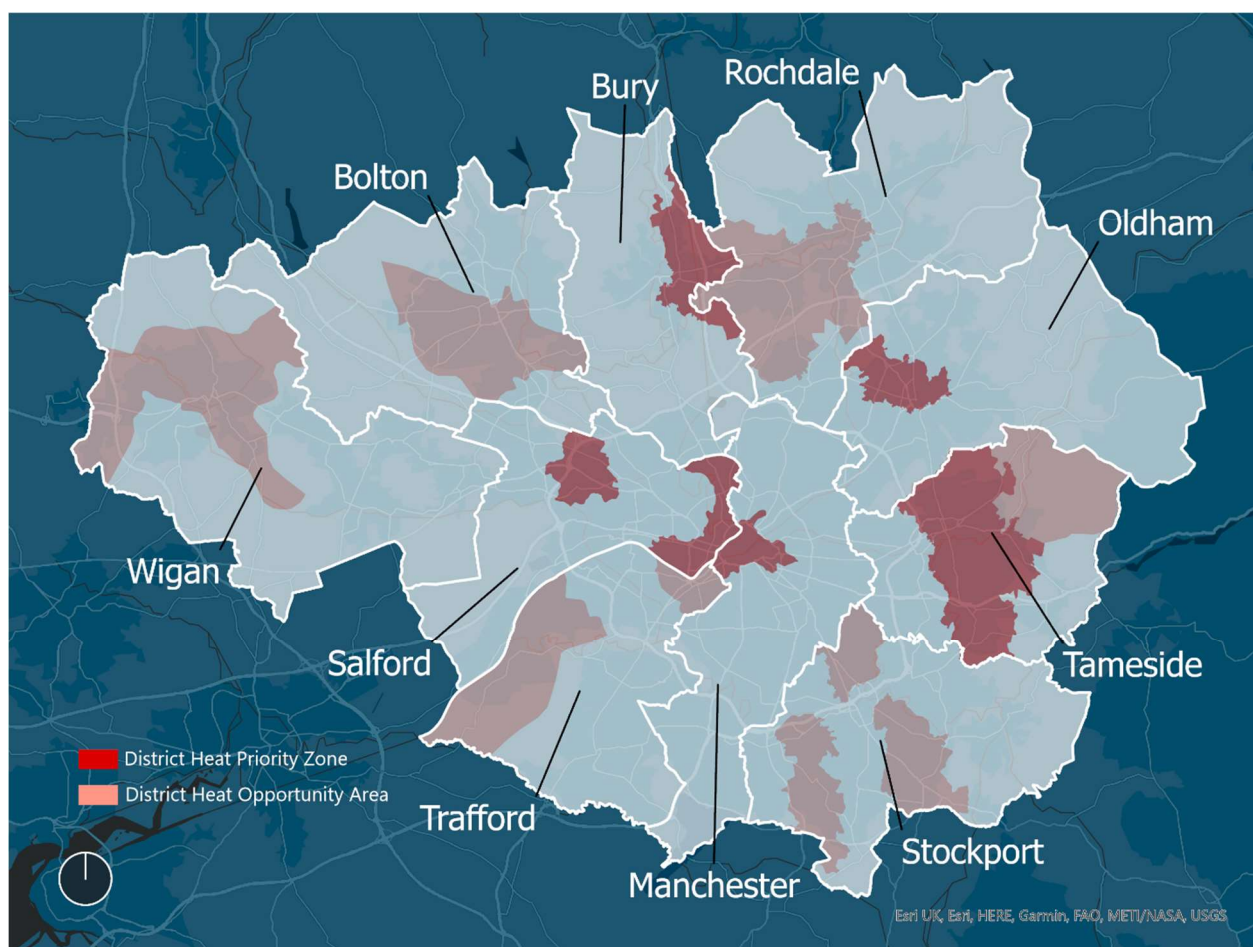 Rochdale
Bury
Bolton
Oldham
Wigan
Salford
Tameside
District Heat Priority Zone
District Heat Opportunity Area
Trafford
Stockport
Manchester
Esri UK, Esri, HERE, Garmin, FAO, METI/NASA, USGS